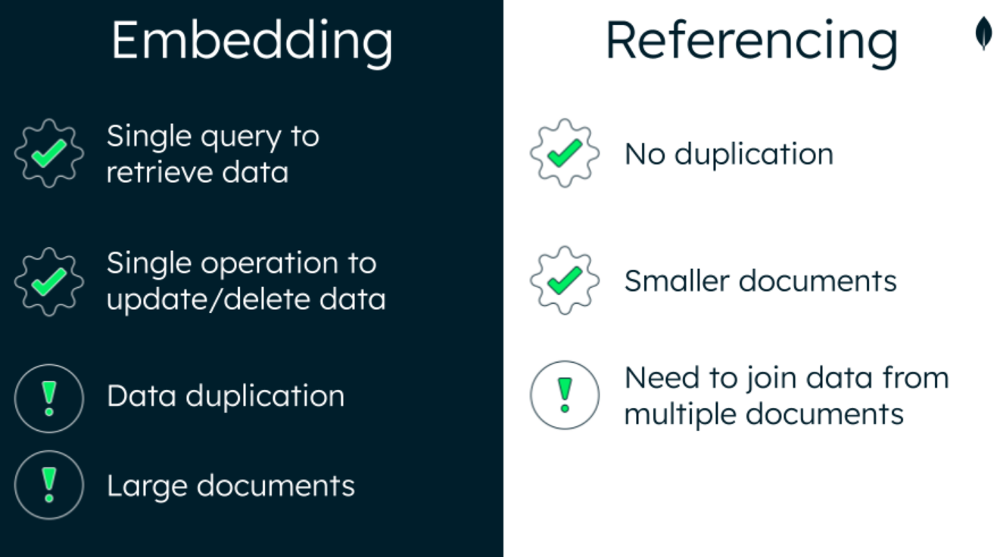 Embedding
Single query to
retrieve data
Single operation to
update/delete data
Data duplication
Large documents
Referencing
No duplication
Smaller documents
Need to join data from
multiple documents